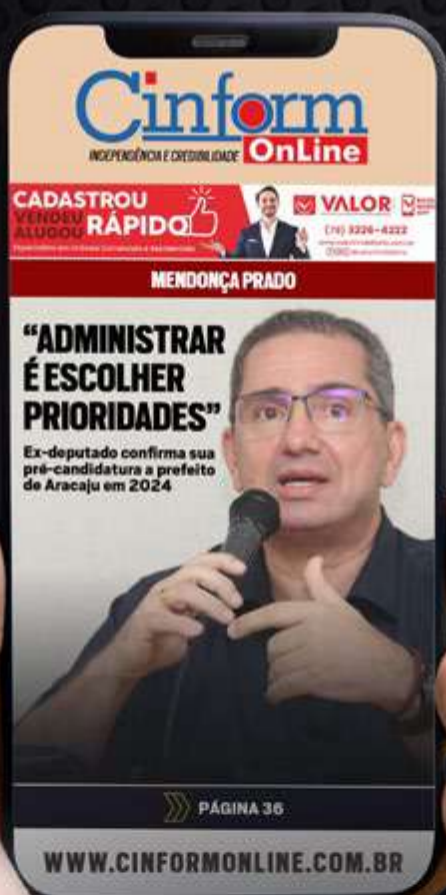 Cinform
INDEPENDÊNCIA E CREDIBILIDADE OnLine
CADASTROU
VENDEU
ALUGOU RÁPIDO
VALOR
(79) 3226-4222
MENDONÇA PRADO
“ADMINISTRAR
É ESCOLHER
PRIORIDADES”
Ex-deputado confirma sua
pré-candidatura a prefeito
de Aracaju em 2024
PÁGINA 36
WWW.CINFORMONLINE.COM.BR